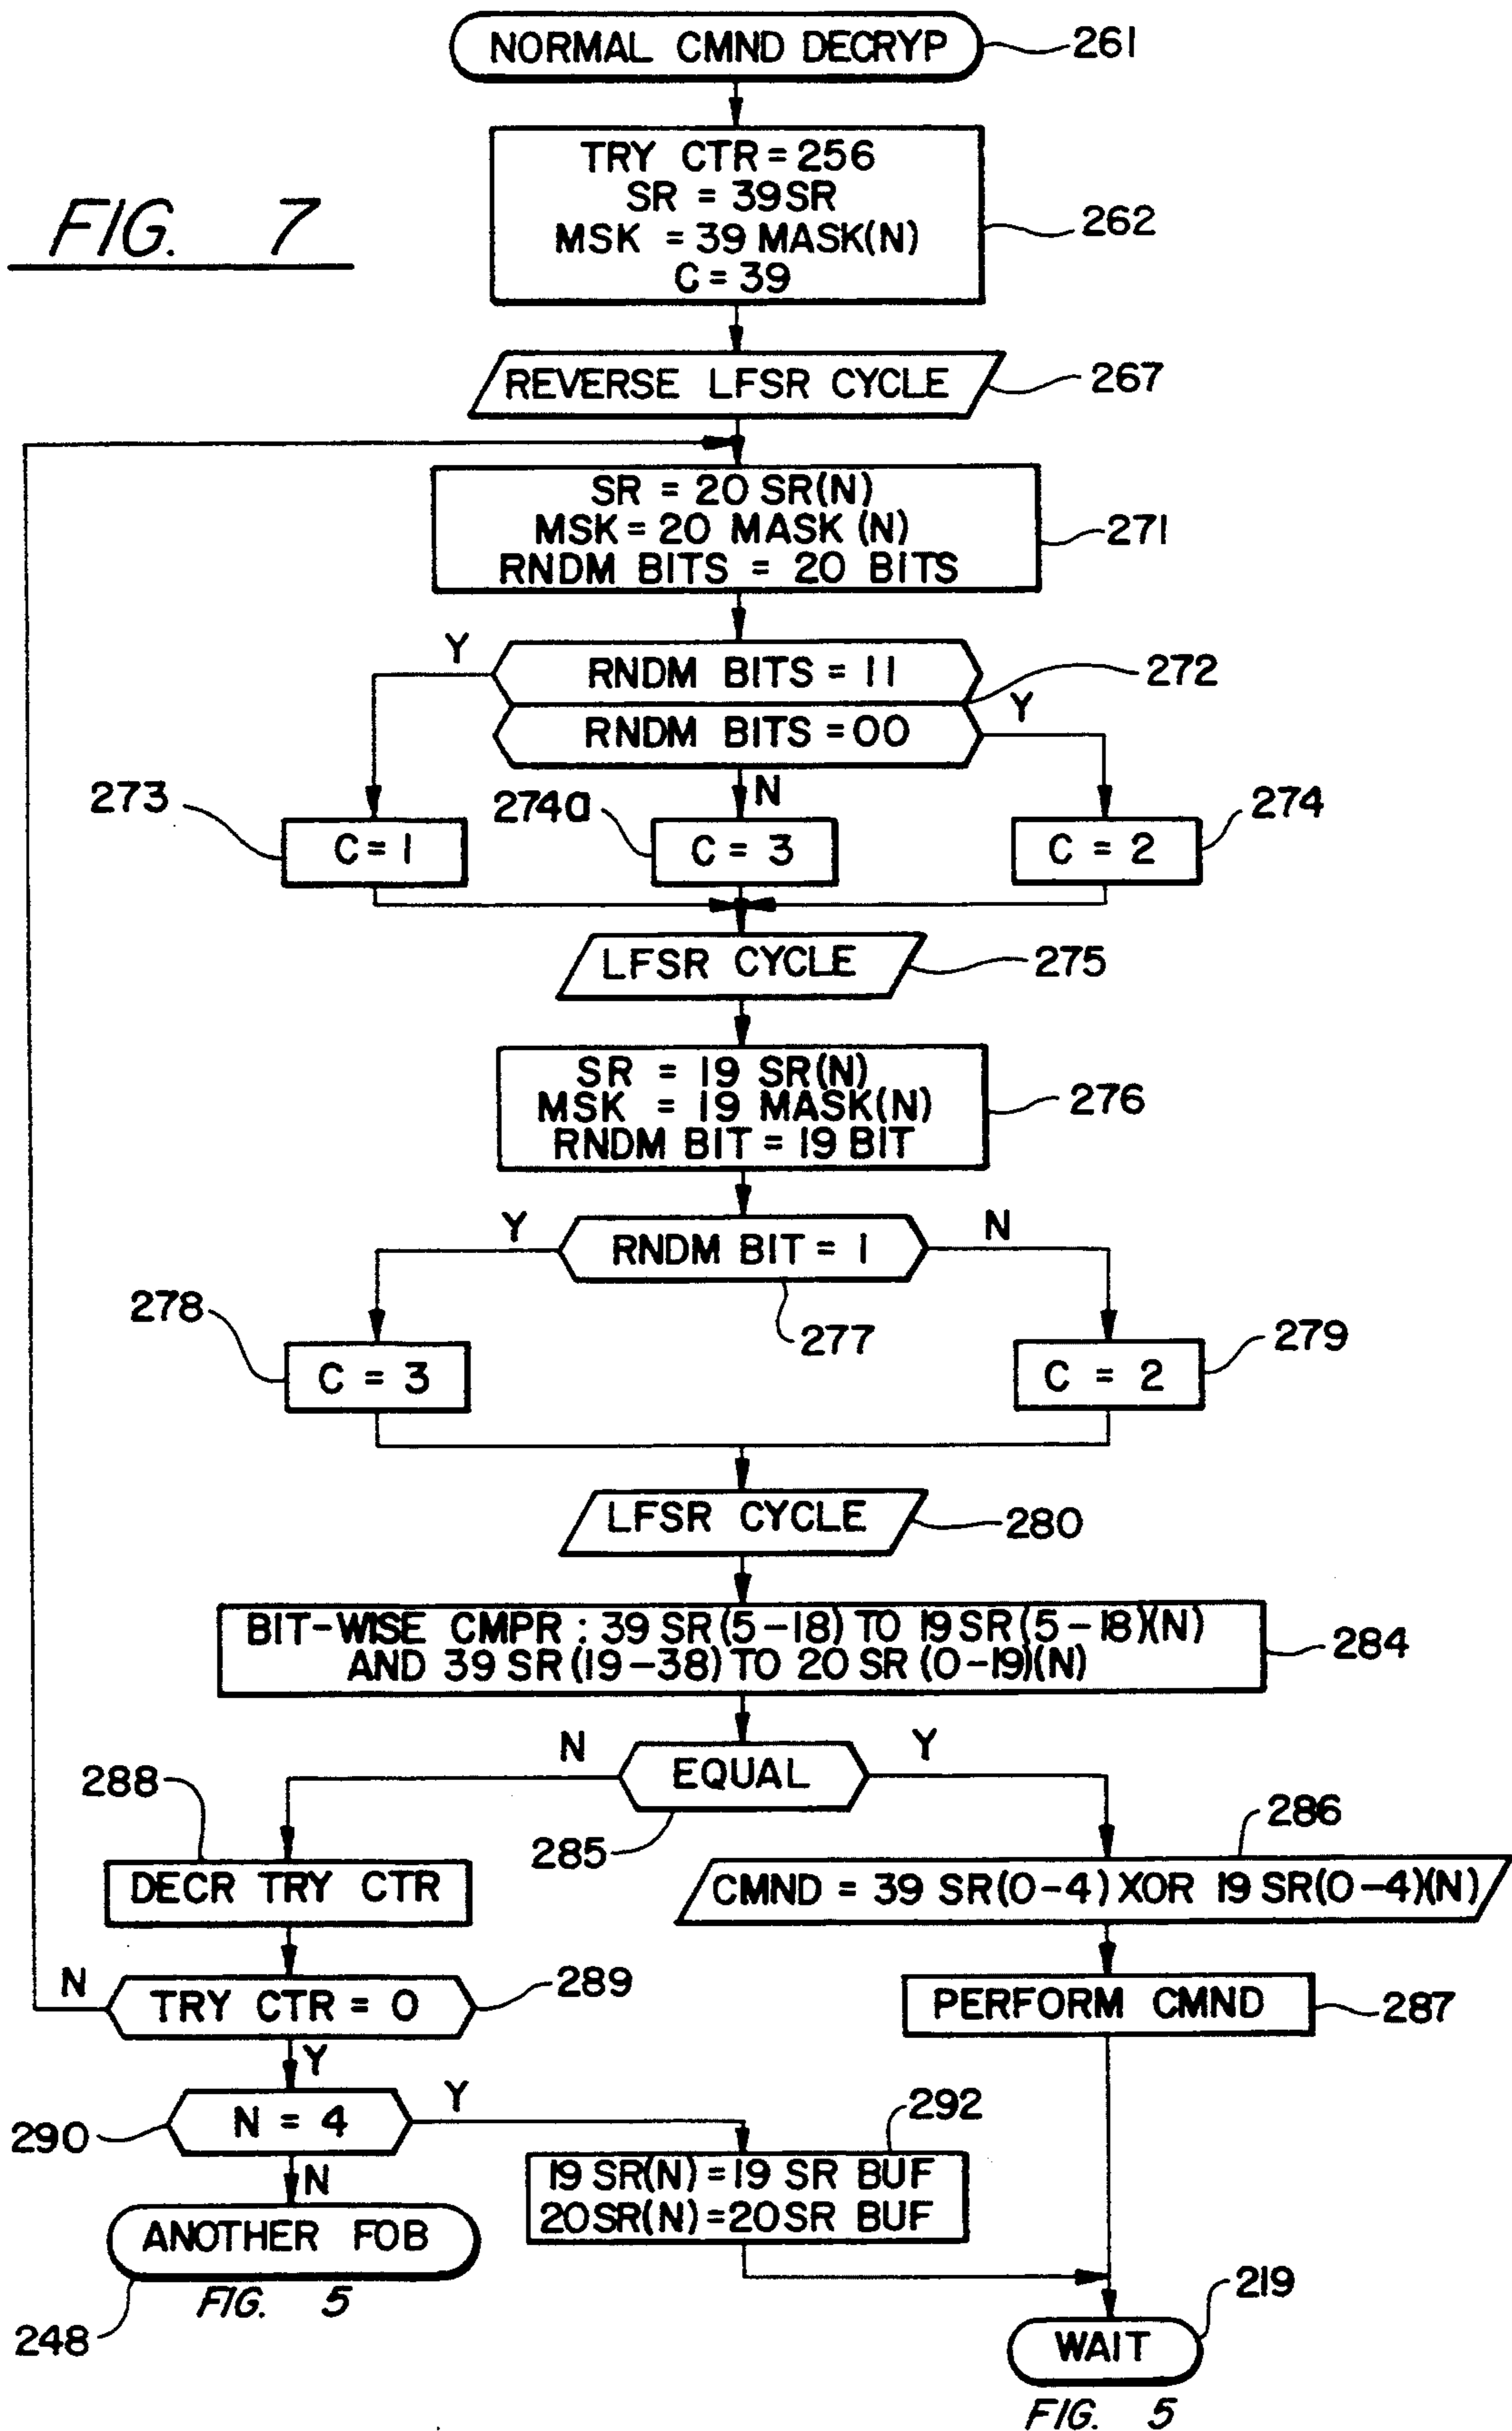 NORMAL CMND DECRYP
261
TRY CTR = 256
SR = 39SR
MSK = 39 MASK(N)
C = 39
262
FIG. 7
REVERSE LFSR CYCLE
267
SR = 20 SR(N)
MSK = 20 MASK (N)
RNDM BITS = 20 BITS
271
Y
RNDM BITS = 11
272
RNDM BITS = 00
Y
N
273
274a
274
C = 1
C = 3
C = 2
LFSR CYCLE
275
SR = 19 SR(N)
MSK = 19 MASK(N)
RNDM BIT = 19 BIT
276
Y
RNDM BIT = 1
N
277
278
279
C = 3
C = 2
LFSR CYCLE
280
BIT-WISE CMPR : 39 SR (5-18) TO 19 SR (5-18)(N)
AND 39 SR (19-38) TO 20 SR (0-19)(N)
284
N
EQUAL
Y
285
288
286
DECR TRY CTR
CMND = 39 SR(0-4) XOR 19 SR(0-4)(N)
N
TRY CTR = 0
289
PERFORM CMND
287
Y
N = 4
Y
290
292
N
19 SR(N) = 19 SR BUF
20SR(N) = 20SR BUF
ANOTHER FOB
FIG. 5
248
219
WAIT
FIG. 5